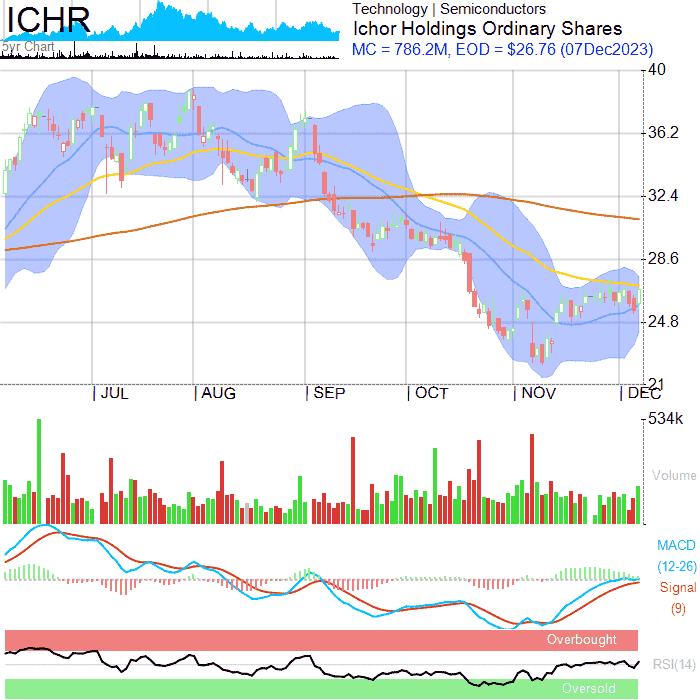 ICHR
5yr Chart
Technology | Semiconductors
Ichor Holdings Ordinary Shares
MC = 786.2M, EOD = $26.76 (07Dec2023)
40
36.2
32.4
28.6
24.8
21
JUL AUG SEP OCT NOV DEC
534k
Volume
MACD
(12-26)
Signal
(9)
Overbought
RSI(14)
Oversold